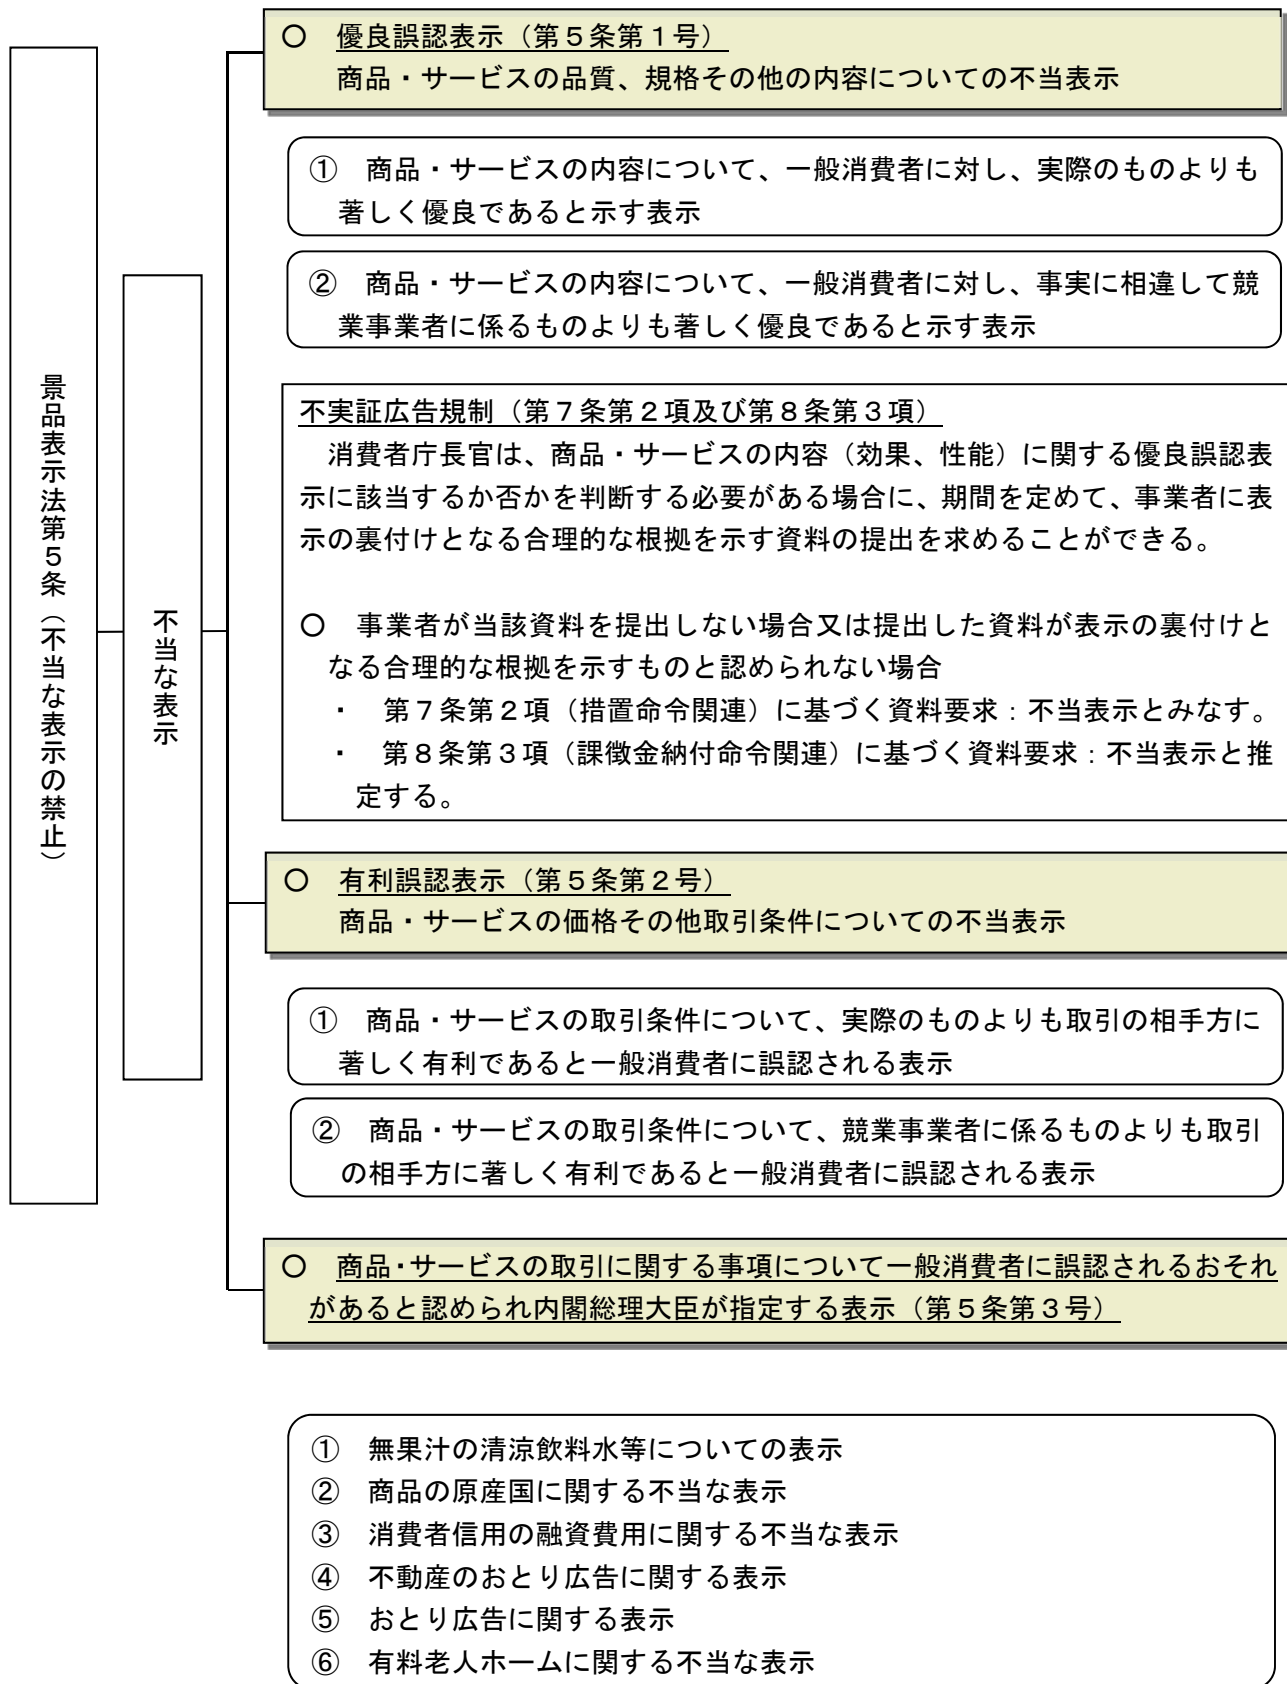 景品表示法第５条（不当な表示の禁止）
不当な表示
○　優良誤認表示（第５条第１号）
商品・サービスの品質、規格その他の内容についての不当表示
①　商品・サービスの内容について、一般消費者に対し、実際のものよりも
著しく優良であると示す表示
②　商品・サービスの内容について、一般消費者に対し、事実に相違して競
業事業者に係るものよりも著しく優良であると示す表示
不実証広告規制（第７条第２項及び第８条第３項）
消費者庁長官は、商品・サービスの内容（効果、性能）に関する優良誤認表
示に該当するか否かを判断する必要がある場合に、期間を定めて、事業者に表
示の裏付けとなる合理的な根拠を示す資料の提出を求めることができる。
○　事業者が当該資料を提出しない場合又は提出した資料が表示の裏付けと
なる合理的な根拠を示すものと認められない場合
・　第７条第２項（措置命令関連）に基づく資料要求：不当表示とみなす。
・　第８条第３項（課徴金納付命令関連）に基づく資料要求：不当表示と推
定する。
○　有利誤認表示（第５条第２号）
商品・サービスの価格その他取引条件についての不当表示
①　商品・サービスの取引条件について、実際のものよりも取引の相手方に
著しく有利であると一般消費者に誤認される表示
②　商品・サービスの取引条件について、競業事業者に係るものよりも取引
の相手方に著しく有利であると一般消費者に誤認される表示
○　商品・サービスの取引に関する事項について一般消費者に誤認されるおそれ
があると認められ内閣総理大臣が指定する表示（第５条第３号）
①　無果汁の清涼飲料水等についての表示
②　商品の原産国に関する不当な表示
③　消費者信用の融資費用に関する不当な表示
④　不動産のおとり広告に関する表示
⑤　おとり広告に関する表示
⑥　有料老人ホームに関する不当な表示